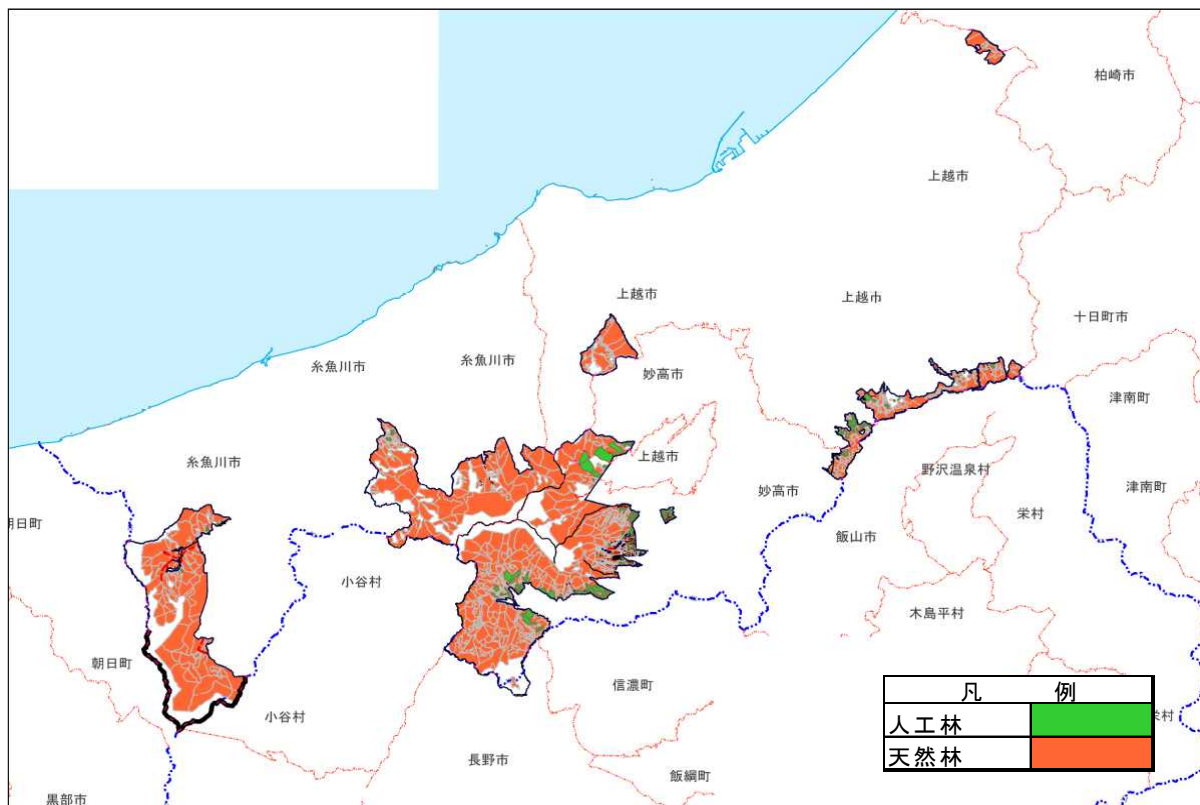 柏崎市
上越市
上越市
上越市
十日町市
糸魚川市
糸魚川市
妙高市
津南町
上越市
糸魚川市
野沢温泉村
妙高市
津南町
栄村
朝日町
飯山市
小谷村
木島平村
朝日町
信濃町
小谷村
凡 例
人工林
天然林
栄村
長野市
飯綱町
黒部市